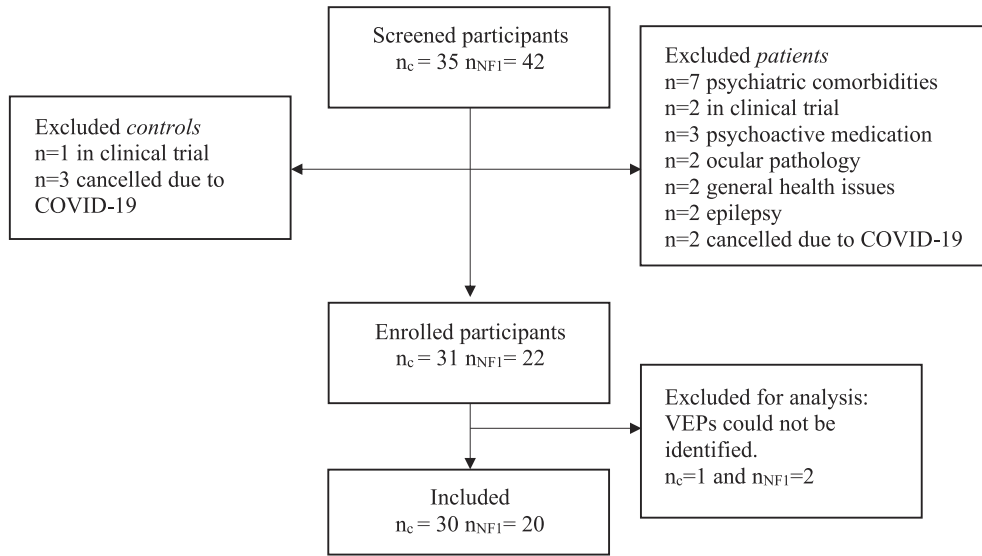 Screened participants
nc = 35 nNF1= 42
Excluded controls
n=1 in clinical trial
n=3 cancelled due to
COVID-19
Excluded patients
n=7 psychiatric comorbidities
n=2 in clinical trial
n=3 psychoactive medication
n=2 ocular pathology
n=2 general health issues
n=2 epilepsy
n=2 cancelled due to COVID-19
Enrolled participants
nc = 31 nNF1= 22
Excluded for analysis:
VEPs could not be
identified.
nc=1 and nNF1=2
Included
nc = 30 nNF1= 20